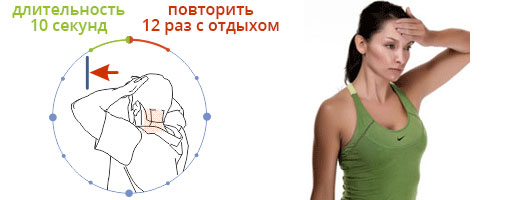 длительность
10 секунд
повторить
12 раз с отдыхом